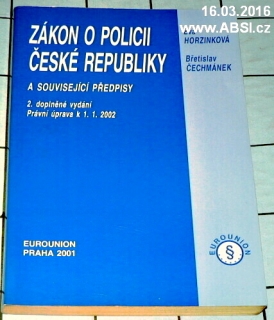 16.03.2016
www.ABSl.cz
ZÁKON O POLICII
ČESKÉ REPUBLIKY
A SOUVISEJÍCÍ PŘEDPISY
2. doplněné vydání
Právní úprava k 1. 1. 2002
HORZINKOVÁ
Břetislav
ČECHMÁNEK
EUROUNION
PRAHA 2001
EUROUNION
§